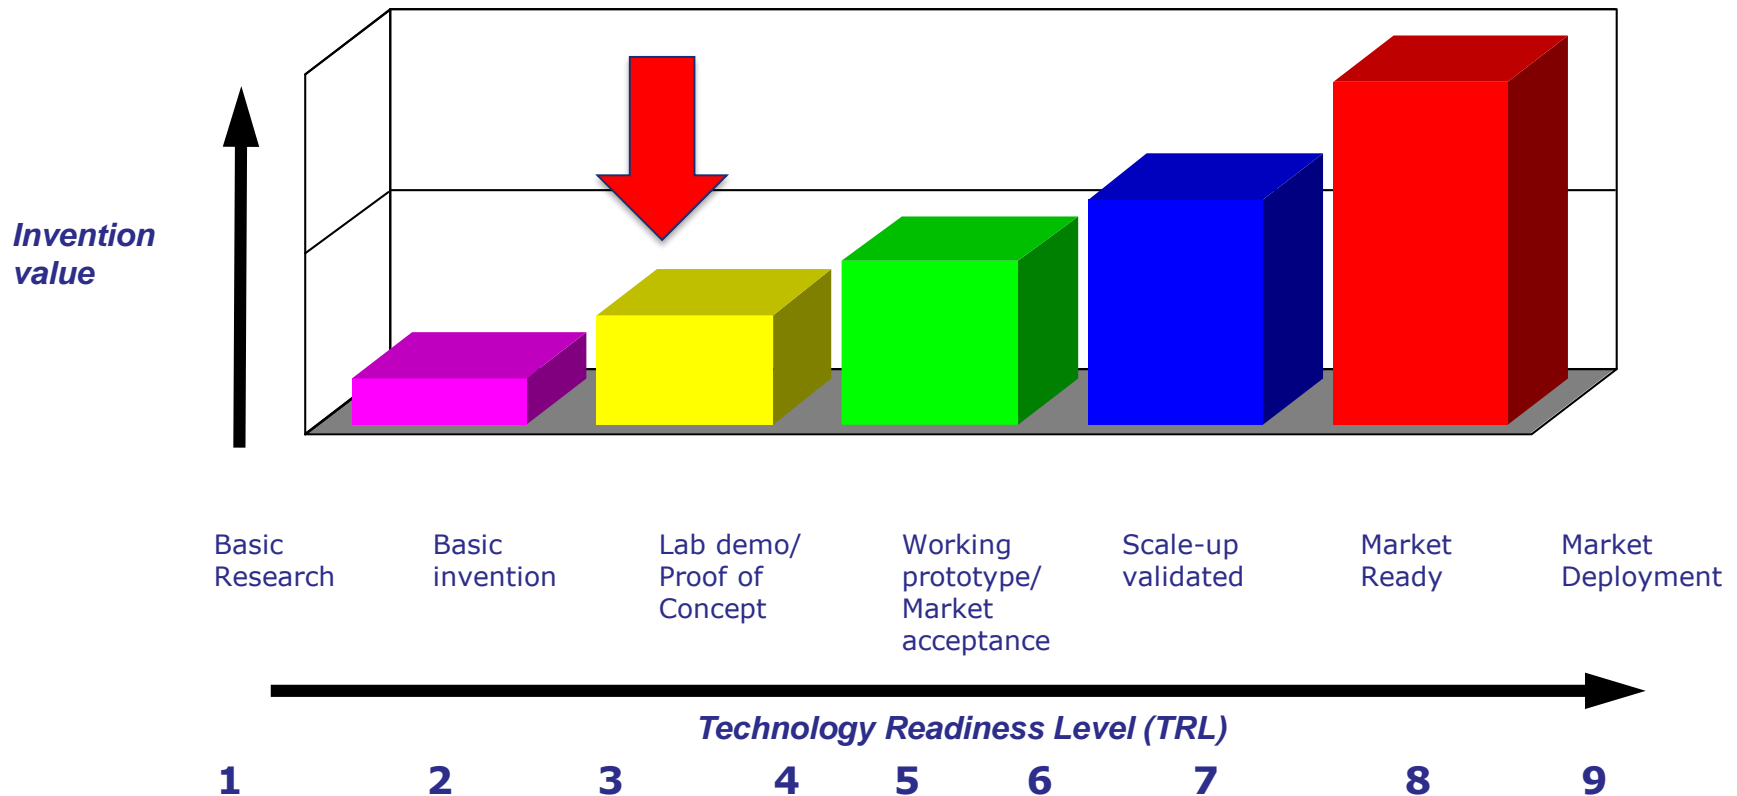 Invention
value
Basic
Research
Basic
invention
Lab demo/
Proof of
Concept
Working
prototype/
Market
acceptance
Scale-up
validated
Market
Ready
Market
Deployment
Technology Readiness Level (TRL)
1 2 3 4 5 6 7 8 9